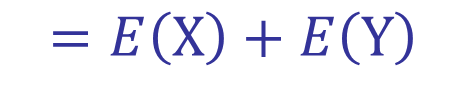 = E(X) + E(Y)